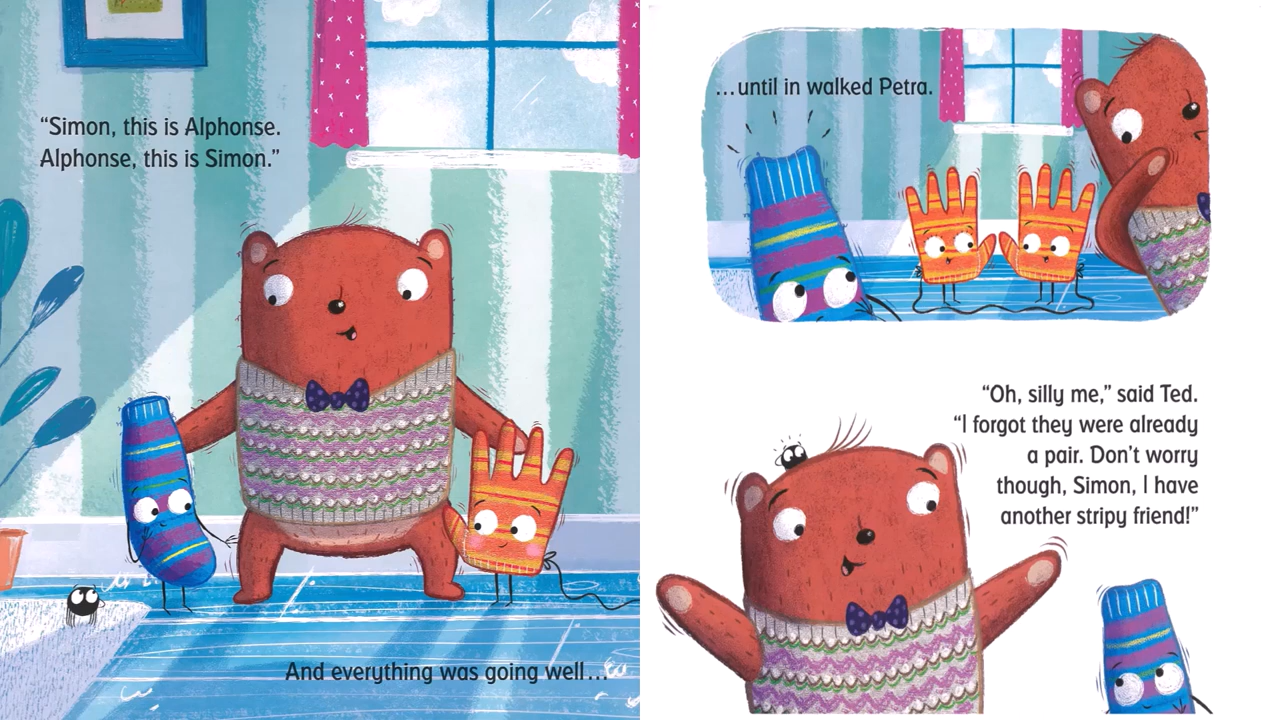 “Simon, this is Alphonse.
Alphonse, this is Simon.”
And everything was going well...
...until in walked Petra.
“Oh, silly me,” said Ted.
“I forgot they were already
a pair. Don’t worry
though, Simon, I have
another stripy friend!”